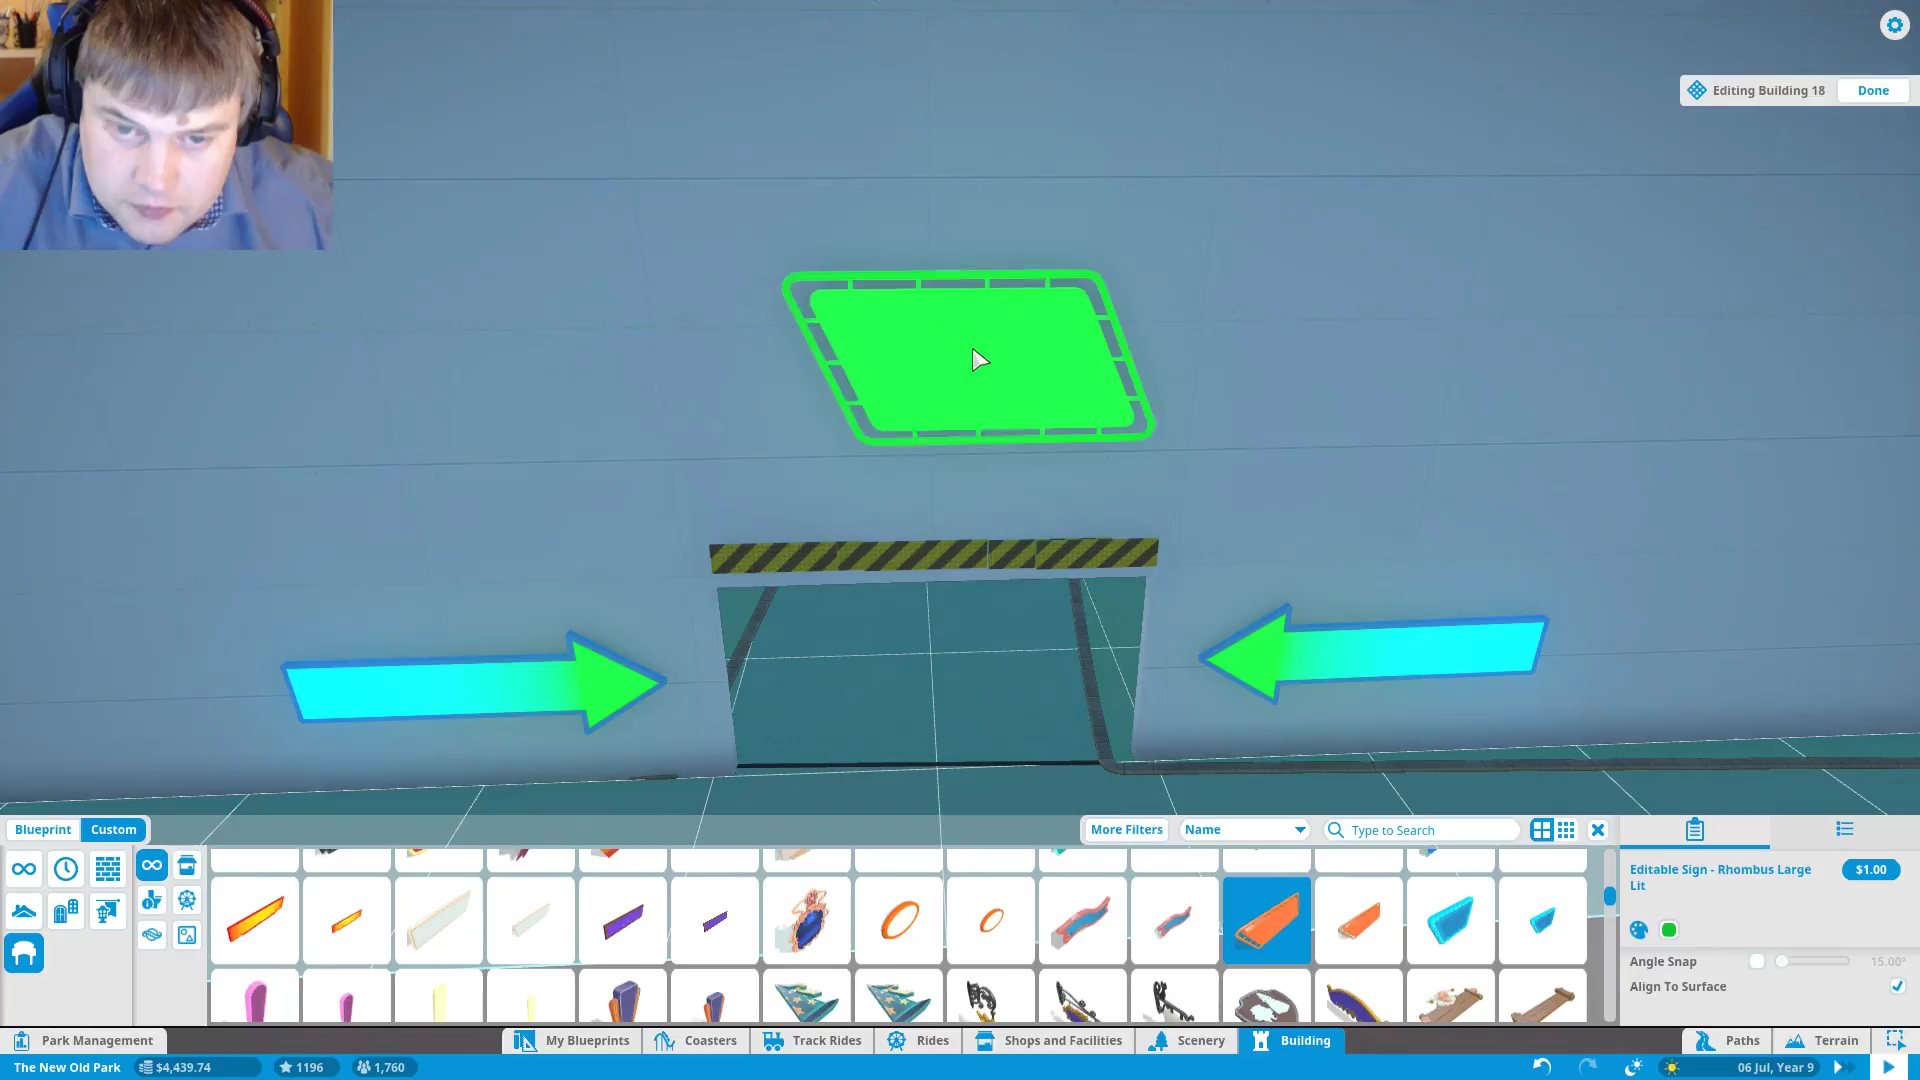 Editing Building 18 Done
Blueprint Custom
More Filters Name Type to Search
Editable Sign - Rhombus Large Lit
$1.00
Angle Snap 15.00°
Align To Surface
Park Management My Blueprints Coasters Track Rides Rides Shops and Facilities Scenery Building Paths Terrain
The New Old Park $4,439.74 1196 1,760 06 Jul, Year 9